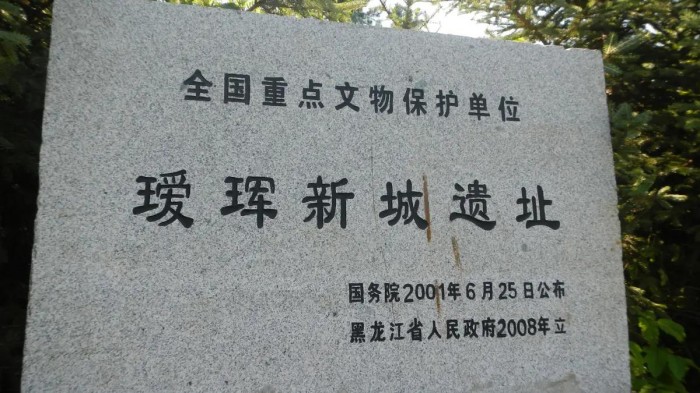 全国重点文物保护单位
瑷珲新城遗址
国务院2001年6月25日公布
黑龙江省人民政府2008年立